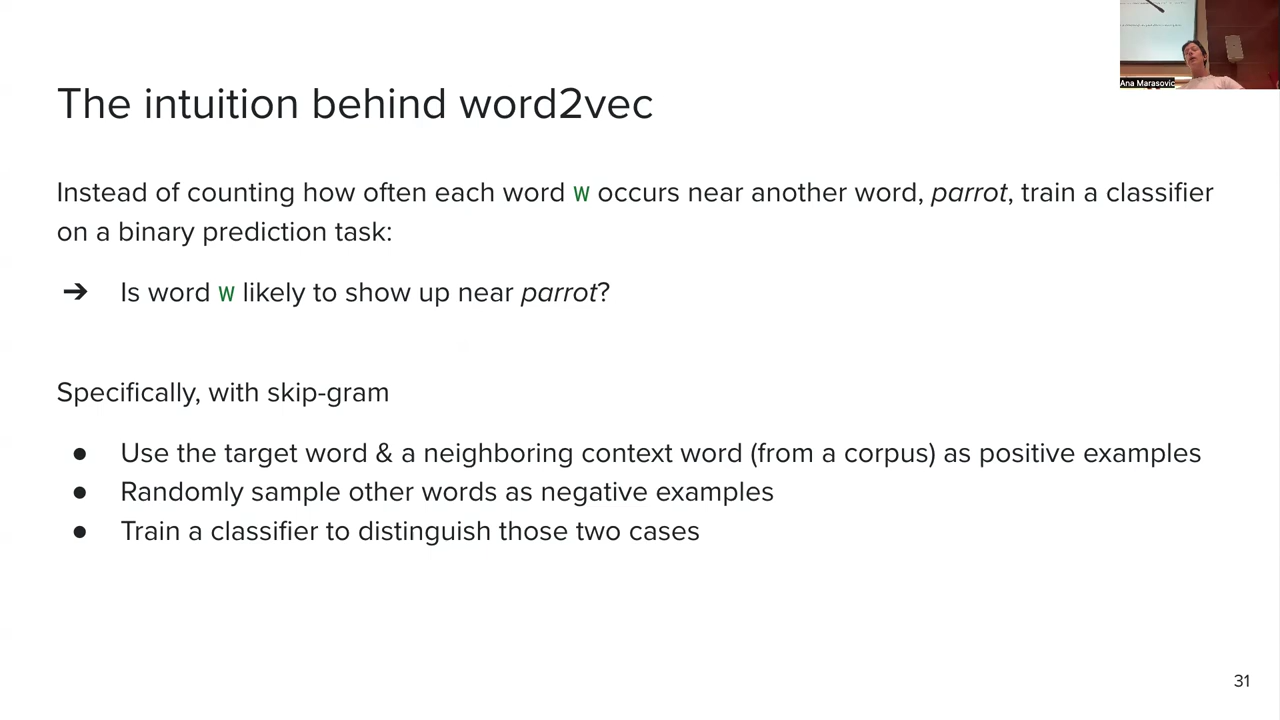 Ana Marasovic
The intuition behind word2vec
Instead of counting how often each word w occurs near another word, parrot, train a classifier
on a binary prediction task:
➔ Is word w likely to show up near parrot?
Specifically, with skip-gram
● Use the target word & a neighboring context word (from a corpus) as positive examples
● Randomly sample other words as negative examples
● Train a classifier to distinguish those two cases
31